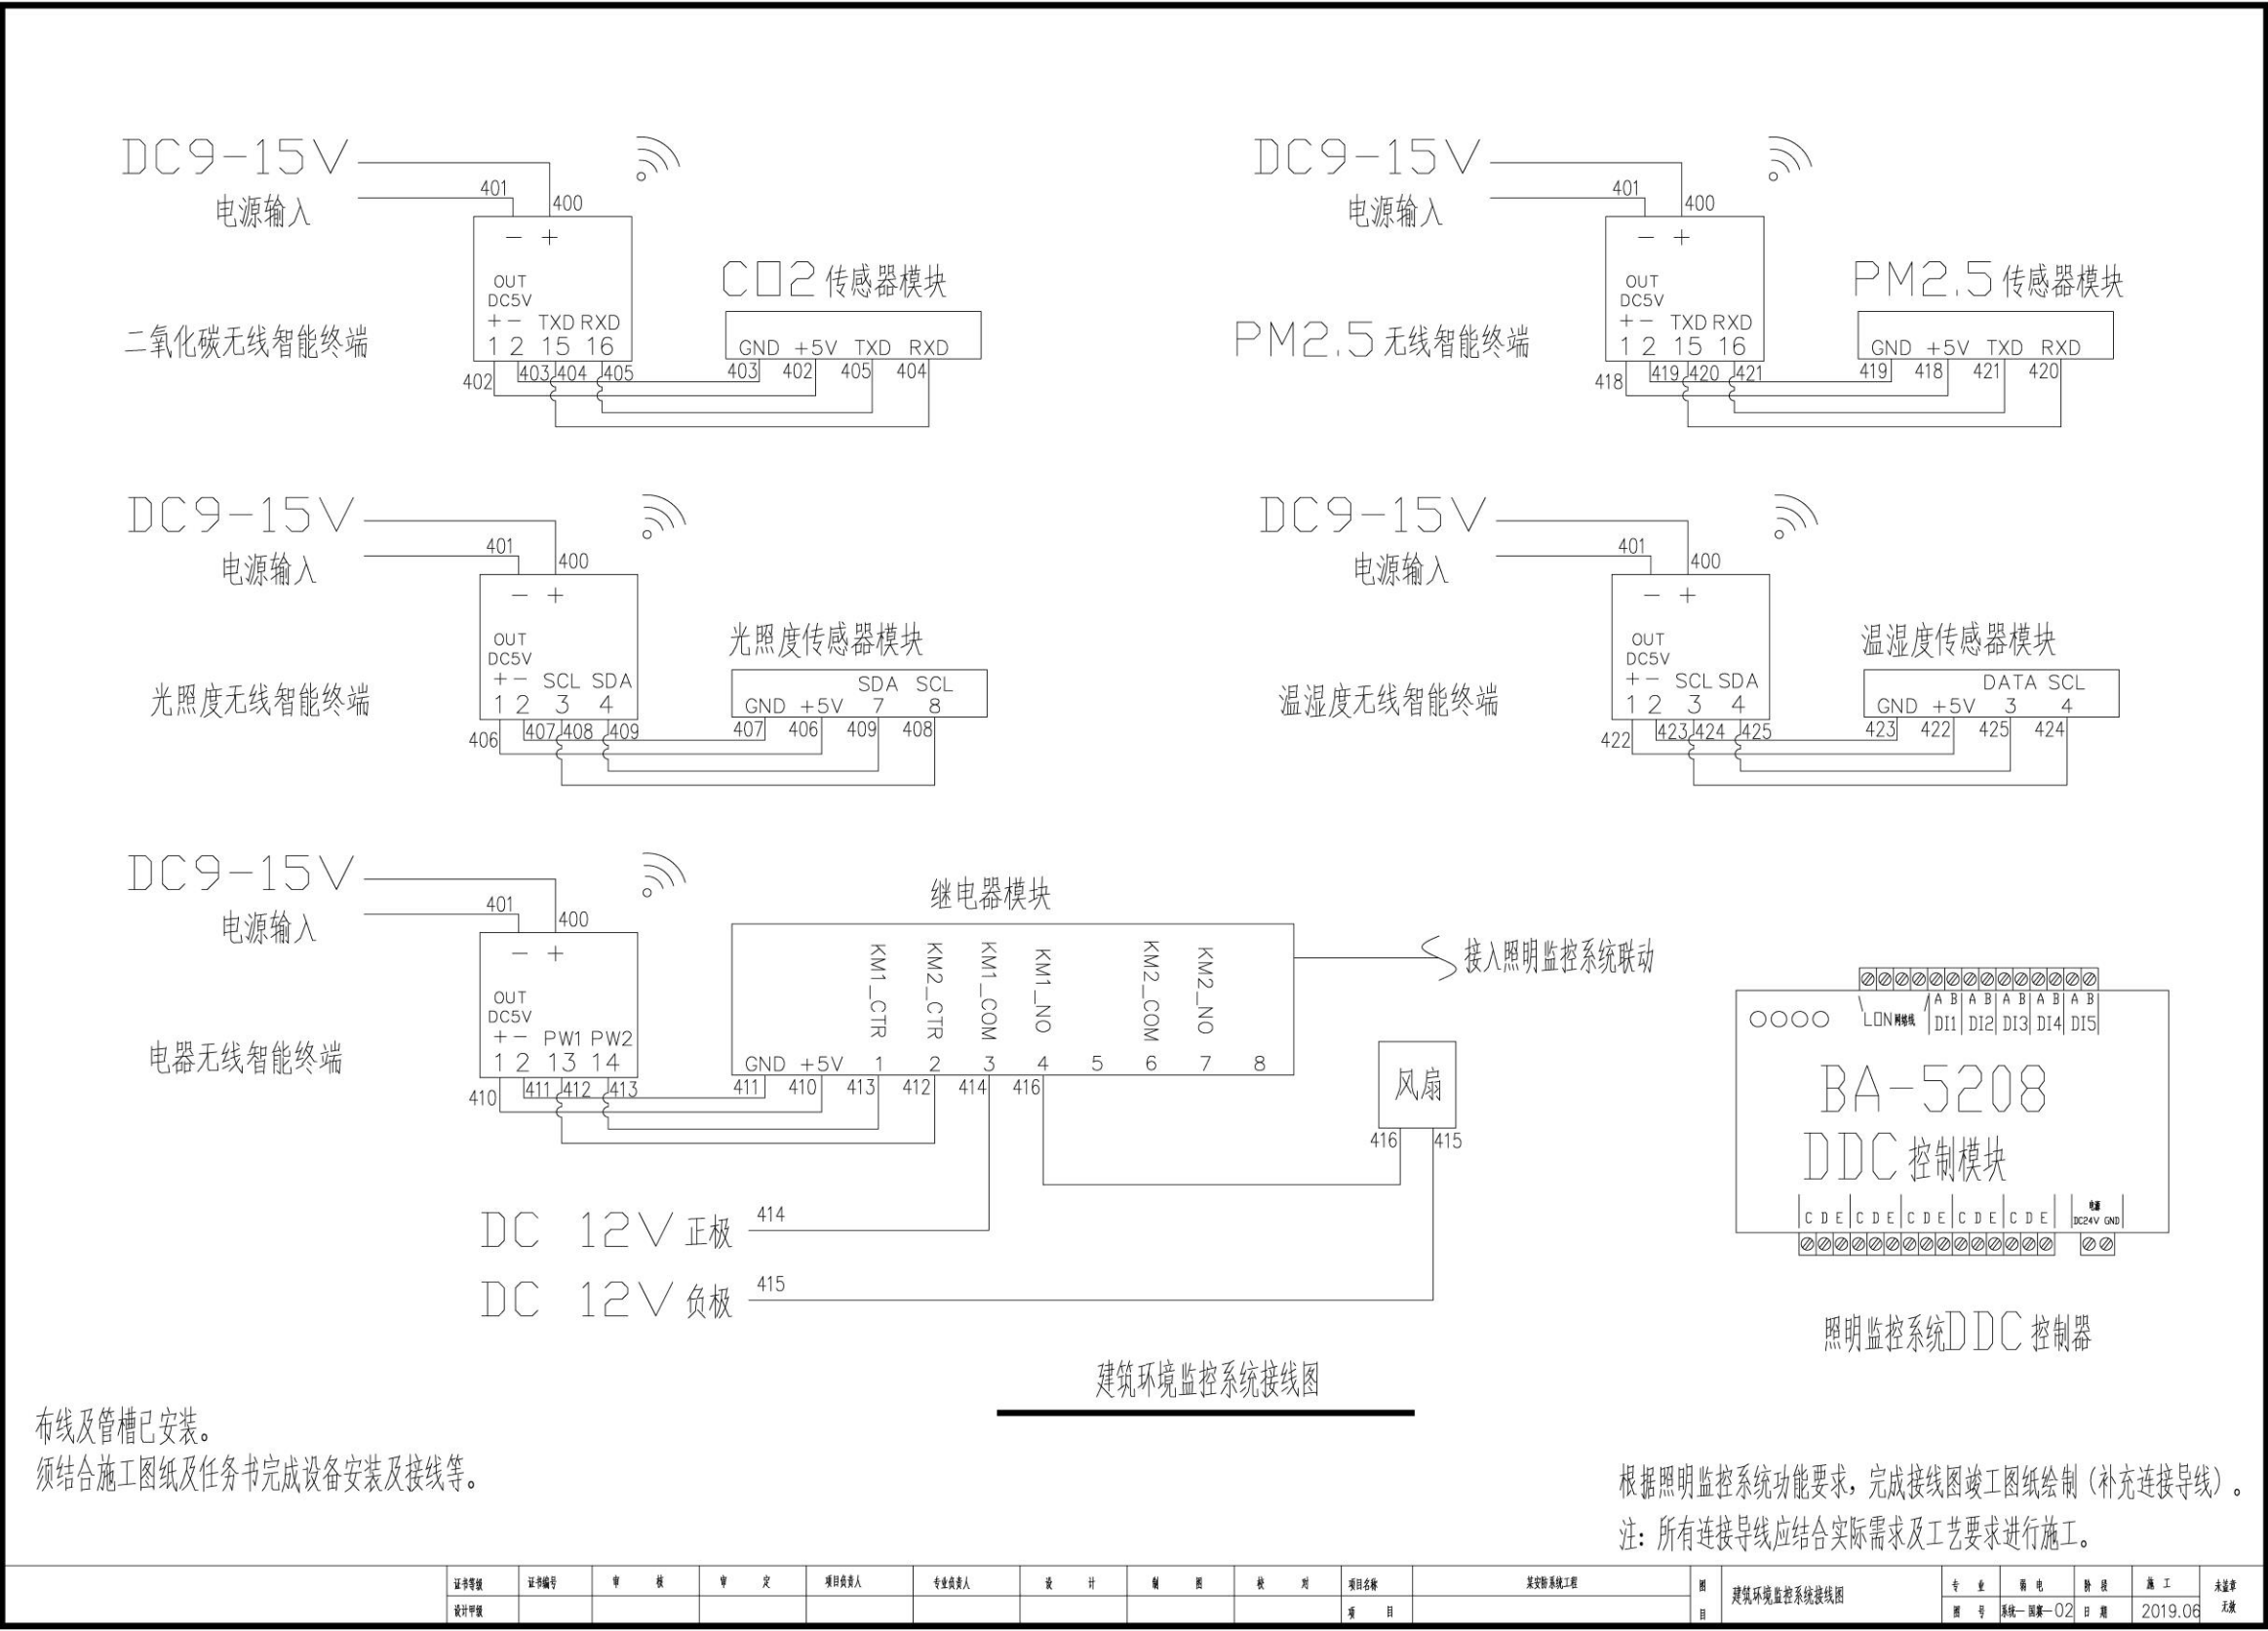 DC9-15V
电源输入
401
400
- +
OUT
DC5V
+ - TXD RXD
1 2 15 16
二氧化碳无线智能终端
402 403 404 405
CO2 传感器模块
GND +5V TXD RXD
403 402 405 404
DC9-15V
电源输入
401
400
- +
OUT
DC5V
+ - TXD RXD
1 2 15 16
PM2.5 无线智能终端
418 419 420 421
PM2.5 传感器模块
GND +5V TXD RXD
419 418 421 420
DC9-15V
电源输入
401
400
- +
OUT
DC5V
+ - SCL SDA
1 2 3 4
光照度无线智能终端
406 407 408 409
光照度传感器模块
SDA SCL
GND +5V 7 8
407 406 409 408
DC9-15V
电源输入
401
400
- +
OUT
DC5V
+ - SCL SDA
1 2 3 4
温湿度无线智能终端
422 423 424 425
温湿度传感器模块
DATA SCL
GND +5V 3 4
423 422 425 424
DC9-15V
电源输入
401
400
- +
OUT
DC5V
+ - PW1 PW2
1 2 13 14
电器无线智能终端
410 411 412 413
继电器模块
KM1_CTR
KM2_CTR
KM1_COM
KM1_NO
KM2_COM
KM2_NO
GND +5V 1 2 3 4 5 6 7 8
411 410 413 412 414 416
接入照明监控系统联动
风扇
416 415
DC 12V 正极 414
DC 12V 负极 415
LON 网络线
A B A B A B A B A B
DI1 DI2 DI3 DI4 DI5
BA-5208
DDC 控制模块
C D E C D E C D E C D E C D E
电源
DC24V GND
照明监控系统DDC 控制器
建筑环境监控系统接线图
布线及管槽已安装。
须结合施工图纸及任务书完成设备安装及接线等。
根据照明监控系统功能要求，完成接线图竣工图纸绘制（补充连接导线）。
注：所有连接导线应结合实际需求及工艺要求进行施工。
证书等级 证书编号 审 核 审 定 项目负责人 专业负责人 设 计 制 图 校 对 项目名称 某安防系统工程 图 建筑环境监控系统接线图 专 业 弱 电 阶 段 施 工 未盖章
设计甲级 项 目 目 图 号 系统-国赛-02 日 期 2019.06 无效